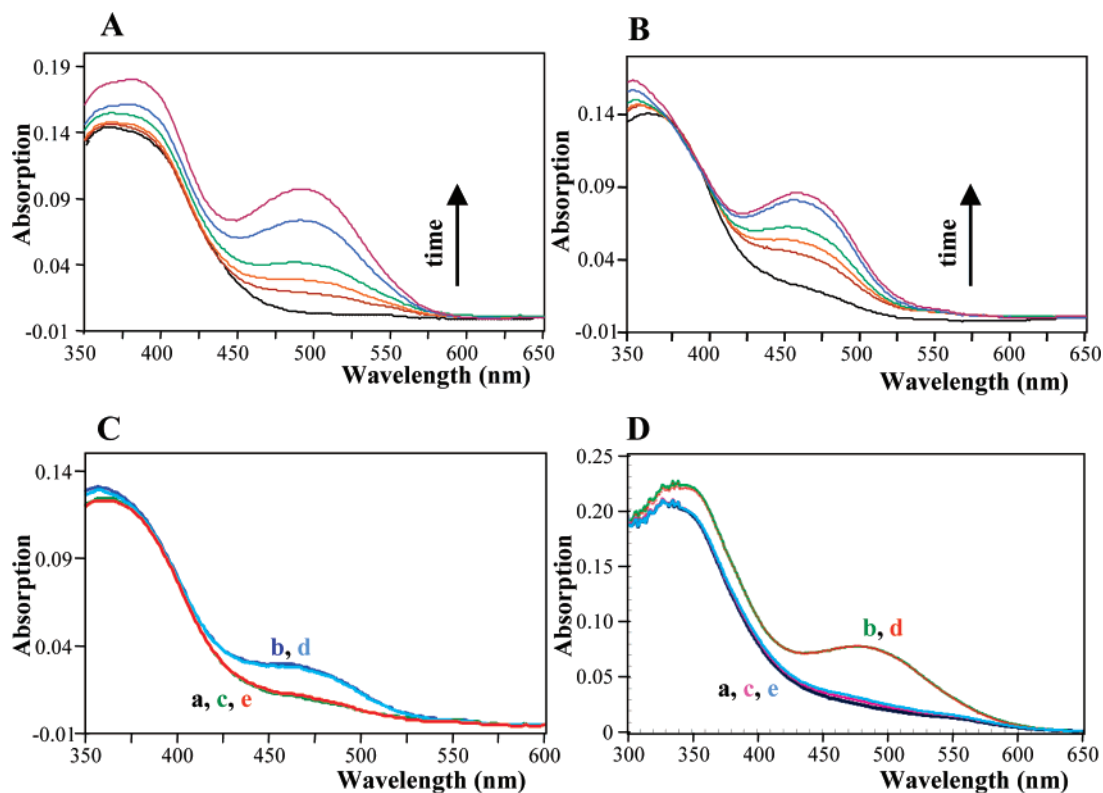 A
0.19
0.14
0.09
0.04
-0.01
350 400 450 500 550 600 650
Absorption
Wavelength (nm)
time
B
0.14
0.09
0.04
-0.01
350 400 450 500 550 600 650
Absorption
Wavelength (nm)
time
C
0.14
0.09
0.04
-0.01
350 400 450 500 550 600
Absorption
Wavelength (nm)
b, d
a, c, e
D
0.25
0.20
0.15
0.10
0.05
0
300 350 400 450 500 550 600 650
Absorption
Wavelength (nm)
b, d
a, c, e